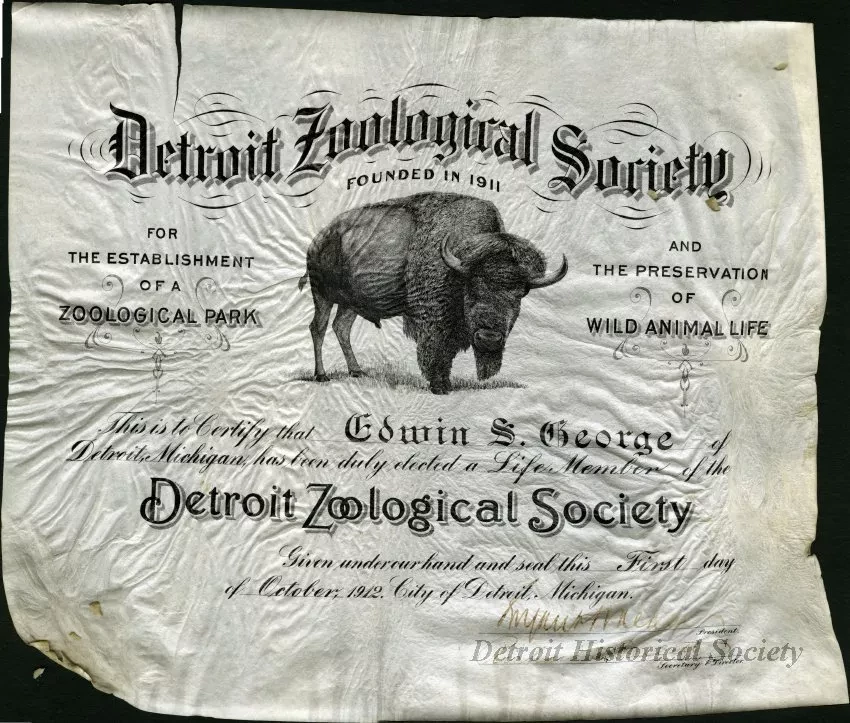 Detroit Zoological Society
FOUNDED IN 1911
FOR
THE ESTABLISHMENT
OF A
ZOOLOGICAL PARK
AND
THE PRESERVATION
OF
WILD ANIMAL LIFE
This is to Certify that Edwin S. George of
Detroit, Michigan, has been duly elected a Life Member of the
Detroit Zoological Society
Given under our hand and seal this First day
of October, 1912. City of Detroit, Michigan.
President.
Detroit Historical Society
Secretary &